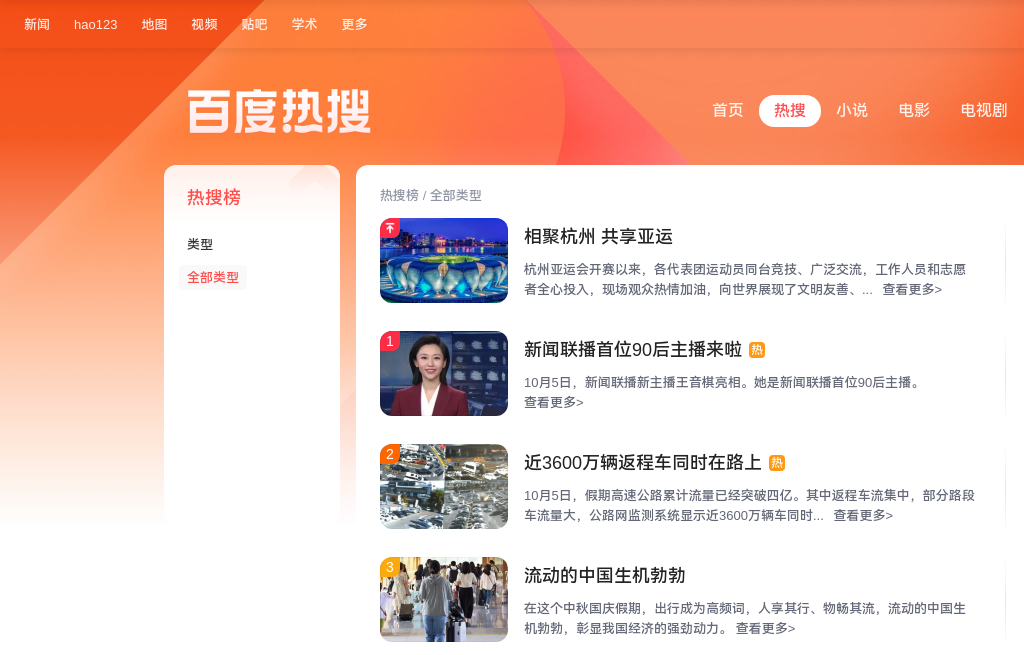 新闻 hao123 地图 视频 贴吧 学术 更多
百度热搜
首页 热搜 小说 电影 电视剧
热搜榜
类型
全部类型
热搜榜 / 全部类型
相聚杭州 共享亚运
杭州亚运会开赛以来，各代表团运动员同台竞技、广泛交流，工作人员和志愿
者全心投入，现场观众热情加油，向世界展现了文明友善、... 查看更多>
1
新闻联播首位90后主播来啦 热
10月5日，新闻联播新主播王音棋亮相。她是新闻联播首位90后主播。
查看更多>
2
近3600万辆返程车同时在路上 热
10月5日，假期高速公路累计流量已经突破四亿。其中返程车流集中，部分路段
车流量大，公路网监测系统显示近3600万辆车同时... 查看更多>
3
流动的中国生机勃勃
在这个中秋国庆假期，出行成为高频词，人享其行、物畅其流，流动的中国生
机勃勃，彰显我国经济的强劲动力。 查看更多>